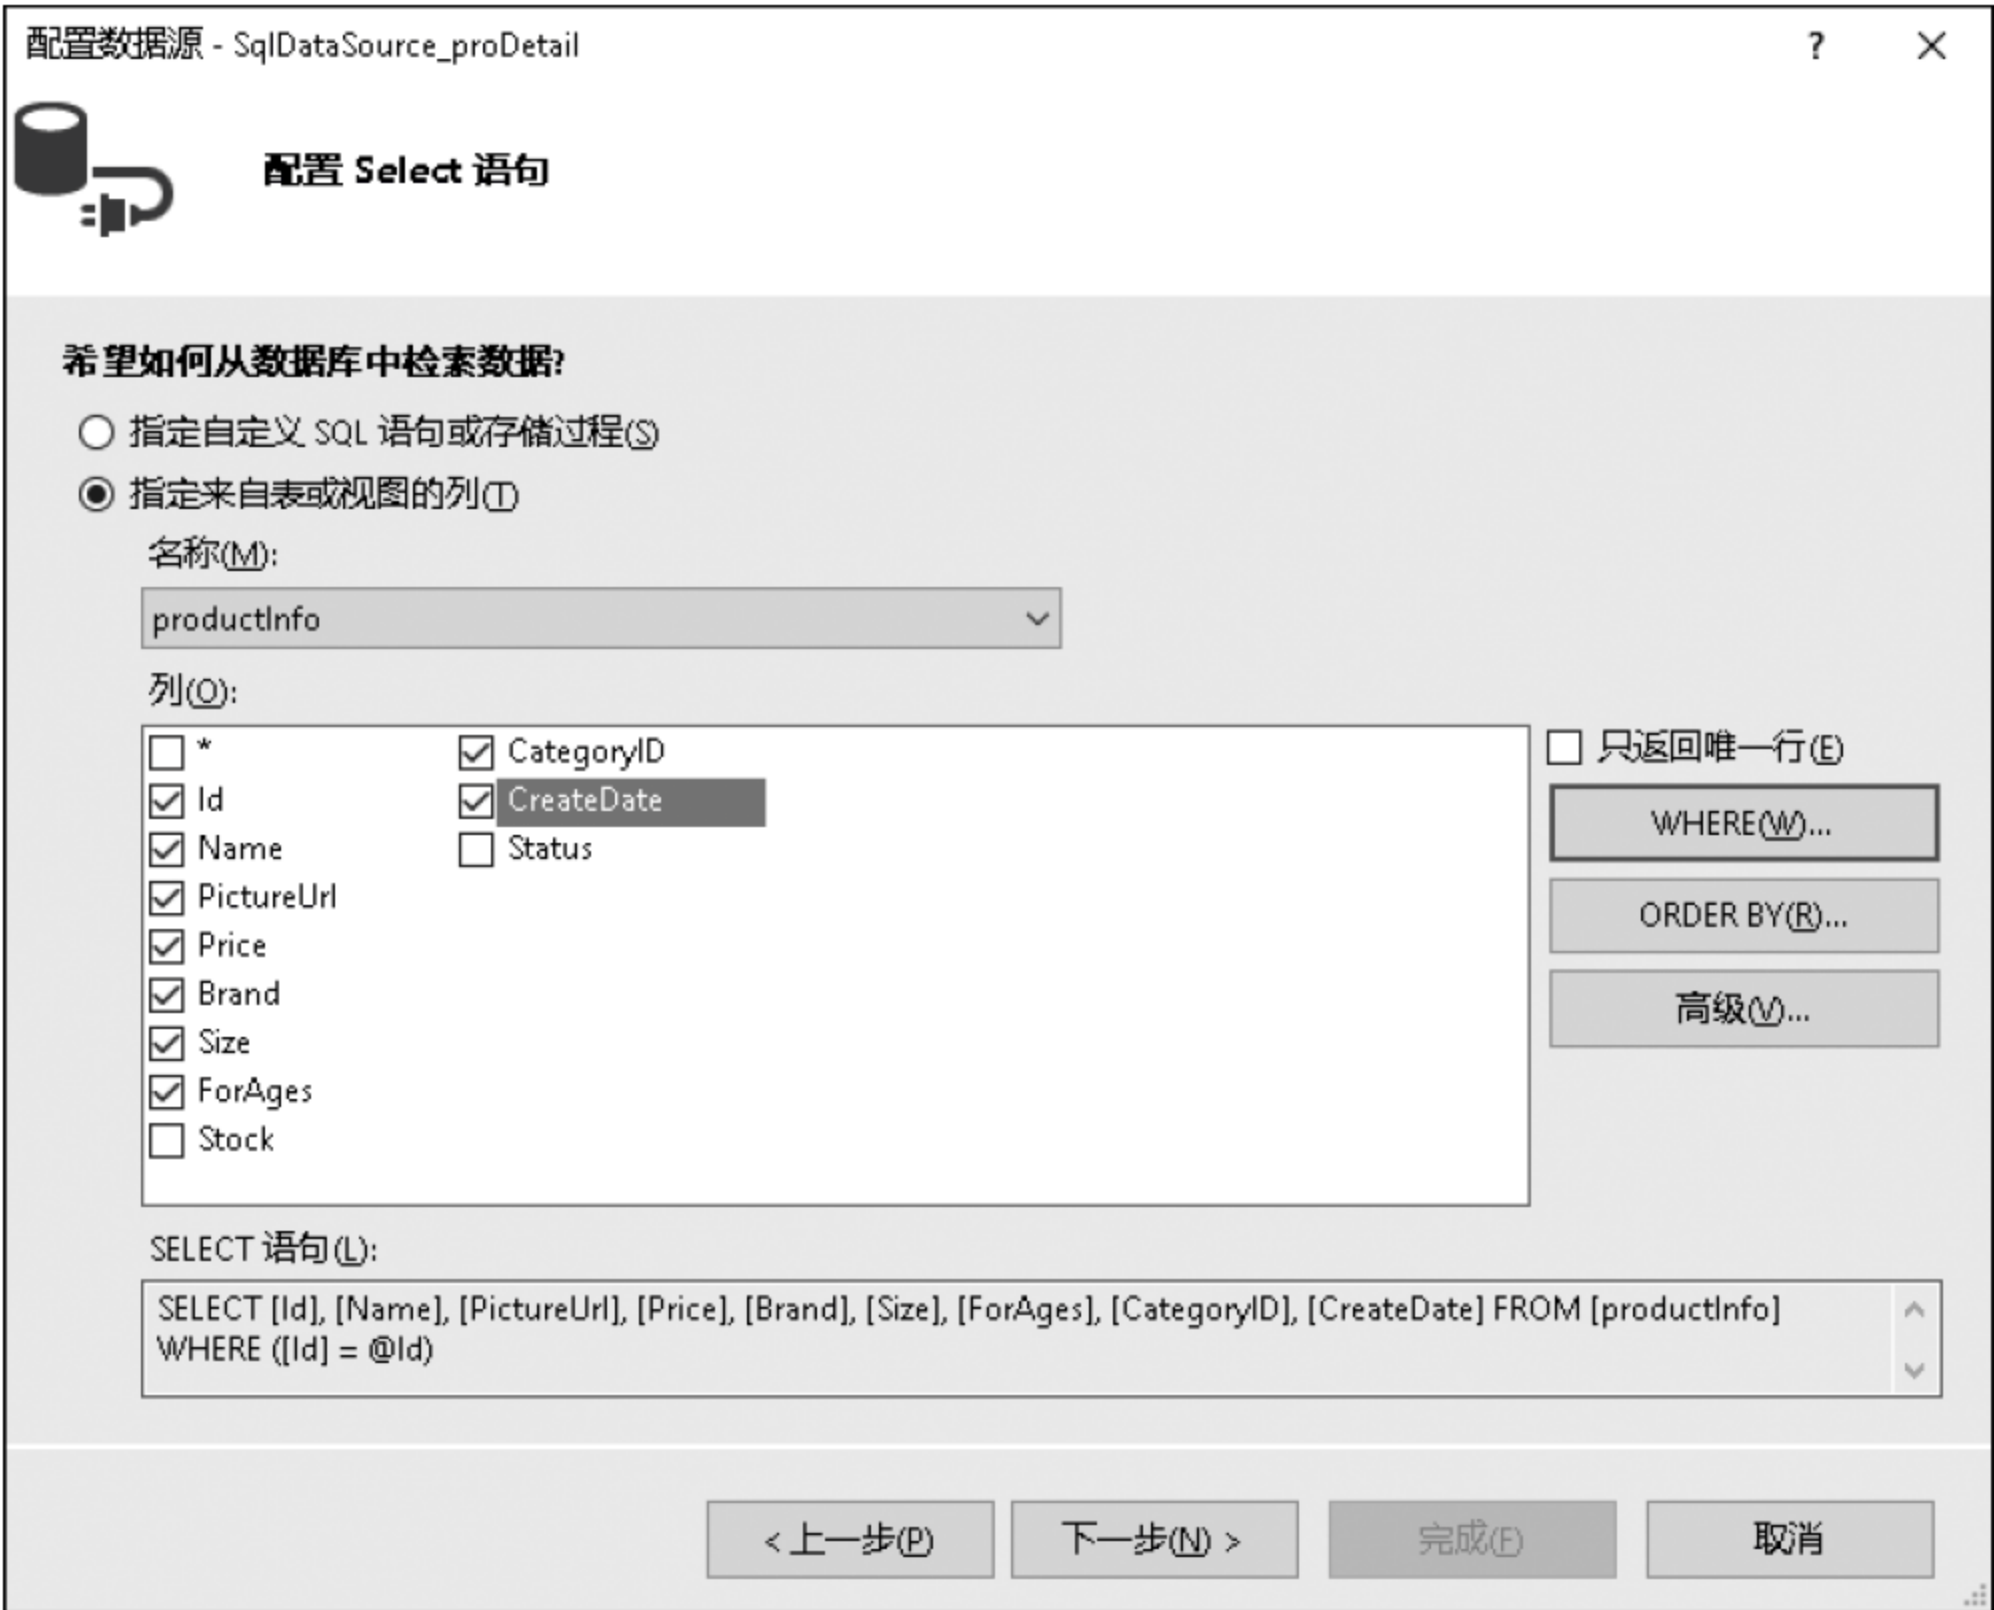 配置数据源 - SqlDataSource_proDetail
?
配置 Select 语句
希望如何从数据库中检索数据?
指定自定义 SQL 语句或存储过程(S)
指定来自表或视图的列(T)
名称(M):
productInfo
列(O):
*
Id
Name
PictureUrl
Price
Brand
Size
ForAges
Stock
CategoryID
CreateDate
Status
只返回唯一行(E)
WHERE(W)...
ORDER BY(R)...
高级(V)...
SELECT 语句(L):
SELECT [Id], [Name], [PictureUrl], [Price], [Brand], [Size], [ForAges], [CategoryID], [CreateDate] FROM [productInfo]
WHERE ([Id] = @Id)
< 上一步(P)
下一步(N) >
完成(F)
取消